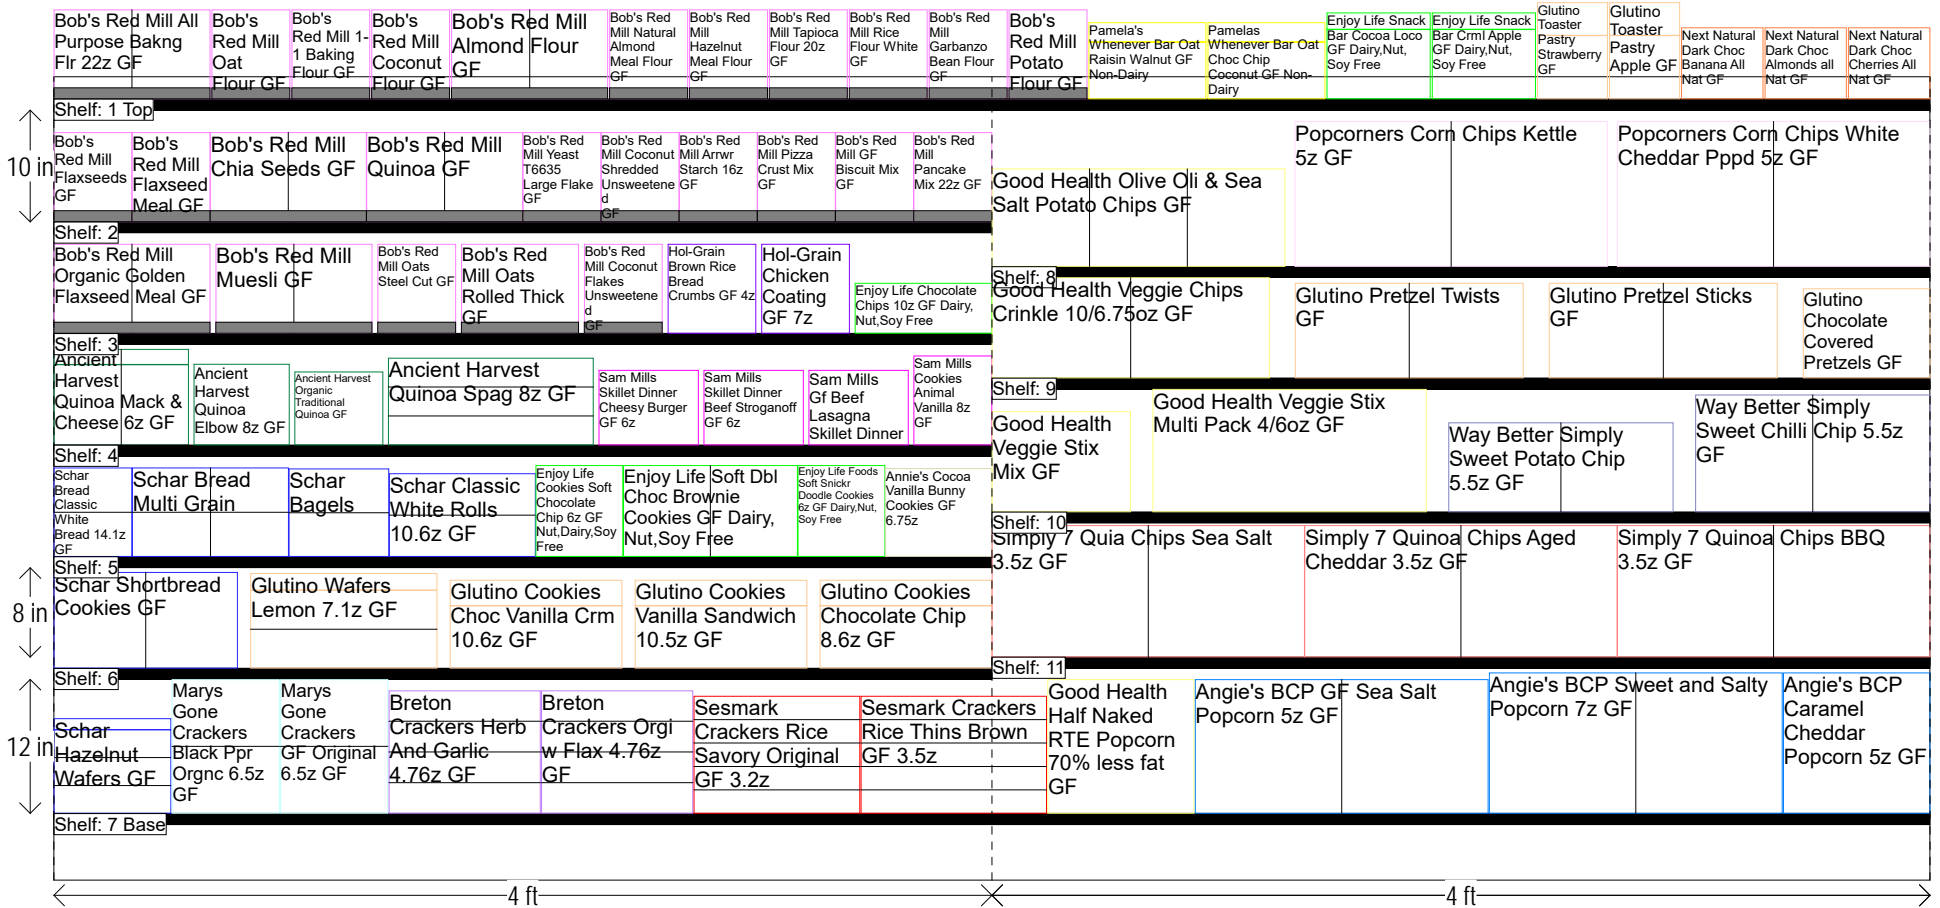 Bob's Red Mill All
Purpose Bakng
Flr 22z GF
Bob's
Red Mill
Oat
Flour GF
Bob's
Red Mill 1-
1 Baking
Flour GF
Bob's
Red Mill
Coconut
Flour GF
Bob's Red Mill
Almond Flour
GF
Bob's Red
Mill Natural
Almond
Meal Flour
GF
Bob's Red
Mill
Hazelnut
Meal Flour
GF
Bob's Red
Mill Tapioca
Flour 20z
GF
Bob's Red
Mill Rice
Flour White
GF
Bob's Red
Mill
Garbanzo
Bean Flour
GF
Bob's
Red Mill
Potato
Flour GF
Pamela's
Whenever Bar Oat
Raisin Walnut GF
Non-Dairy
Pamelas
Whenever Bar Oat
Choc Chip
Coconut GF Non-
Dairy
Enjoy Life Snack
Bar Cocoa Loco
GF Dairy,Nut,
Soy Free
Enjoy Life Snack
Bar Crml Apple
GF Dairy,Nut,
Soy Free
Glutino
Toaster
Pastry
Strawberry
GF
Glutino
Toaster
Pastry
Apple GF
Next Natural
Dark Choc
Banana All
Nat GF
Next Natural
Dark Choc
Almonds all
Nat GF
Next Natural
Dark Choc
Cherries All
Nat GF
Shelf: 1 Top
10 in
Bob's
Red Mill
Flaxseeds
GF
Bob's
Red Mill
Flaxseed
Meal GF
Bob's Red Mill
Chia Seeds GF
Bob's Red Mill
Quinoa GF
Bob's Red
Mill Yeast
T6635
Large Flake
GF
Bob's Red
Mill Coconut
Shredded
Unsweetene
d
GF
Bob's Red
Mill Arrwr
Starch 16z
GF
Bob's Red
Mill Pizza
Crust Mix
GF
Bob's Red
Mill GF
Biscuit Mix
GF
Bob's Red
Mill
Pancake
Mix 22z GF
Good Health Olive Oli & Sea
Salt Potato Chips GF
Popcorners Corn Chips Kettle
5z GF
Popcorners Corn Chips White
Cheddar Pppd 5z GF
Shelf: 2
Bob's Red Mill
Organic Golden
Flaxseed Meal GF
Bob's Red Mill
Muesli GF
Bob's Red
Mill Oats
Steel Cut GF
Bob's Red
Mill Oats
Rolled Thick
GF
Bob's Red
Mill Coconut
Flakes
Unsweetene
d
GF
Hol-Grain
Brown Rice
Bread
Crumbs GF 4z
Hol-Grain
Chicken
Coating
GF 7z
Enjoy Life Chocolate
Chips 10z GF Dairy,
Nut,Soy Free
Shelf: 8
Good Health Veggie Chips
Crinkle 10/6.75oz GF
Glutino Pretzel Twists
GF
Glutino Pretzel Sticks
GF
Glutino
Chocolate
Covered
Pretzels GF
Shelf: 3
Ancient
Harvest
Quinoa Mack &
Cheese 6z GF
Ancient
Harvest
Quinoa
Elbow 8z GF
Ancient Harvest
Organic
Traditional
Quinoa GF
Ancient Harvest
Quinoa Spag 8z GF
Sam Mills
Skillet Dinner
Cheesy Burger
GF 6z
Sam Mills
Skillet Dinner
Beef Stroganoff
GF 6z
Sam Mills
Gf Beef
Lasagna
Skillet Dinner
Sam Mills
Cookies
Animal
Vanilla 8z
GF
Shelf: 9
Good Health
Veggie Stix
Mix GF
Good Health Veggie Stix
Multi Pack 4/6oz GF
Way Better Simply
Sweet Potato Chip
5.5z GF
Way Better Simply
Sweet Chilli Chip 5.5z
GF
Shelf: 4
Schar
Bread
Classic
White
Bread 14.1z
GF
Schar Bread
Multi Grain
Schar
Bagels
Schar Classic
White Rolls
10.6z GF
Enjoy Life
Cookies Soft
Chocolate
Chip 6z GF
Nut,Dairy,Soy
Free
Enjoy Life Soft Dbl
Choc Brownie
Cookies GF Dairy,
Nut,Soy Free
Enjoy Life Foods
Soft Snickr
Doodle Cookies
6z GF Dairy,Nut,
Soy Free
Annie's Cocoa
Vanilla Bunny
Cookies GF
6.75z
Shelf: 10
Simply 7 Quia Chips Sea Salt
3.5z GF
Simply 7 Quinoa Chips Aged
Cheddar 3.5z GF
Simply 7 Quinoa Chips BBQ
3.5z GF
Shelf: 5
8 in
Schar Shortbread
Cookies GF
Glutino Wafers
Lemon 7.1z GF
Glutino Cookies
Choc Vanilla Crm
10.6z GF
Glutino Cookies
Vanilla Sandwich
10.5z GF
Glutino Cookies
Chocolate Chip
8.6z GF
Shelf: 11
Shelf: 6
12 in
Schar
Hazelnut
Wafers GF
Marys
Gone
Crackers
Black Ppr
Orgnc 6.5z
GF
Marys
Gone
Crackers
GF Original
6.5z GF
Breton
Crackers Herb
And Garlic
4.76z GF
Breton
Crackers Orgi
w Flax 4.76z
GF
Sesmark
Crackers Rice
Savory Original
GF 3.2z
Sesmark Crackers
Rice Thins Brown
GF 3.5z
Good Health
Half Naked
RTE Popcorn
70% less fat
GF
Angie's BCP GF Sea Salt
Popcorn 5z GF
Angie's BCP Sweet and Salty
Popcorn 7z GF
Angie's BCP
Caramel
Cheddar
Popcorn 5z GF
Shelf: 7 Base
4 ft
4 ft